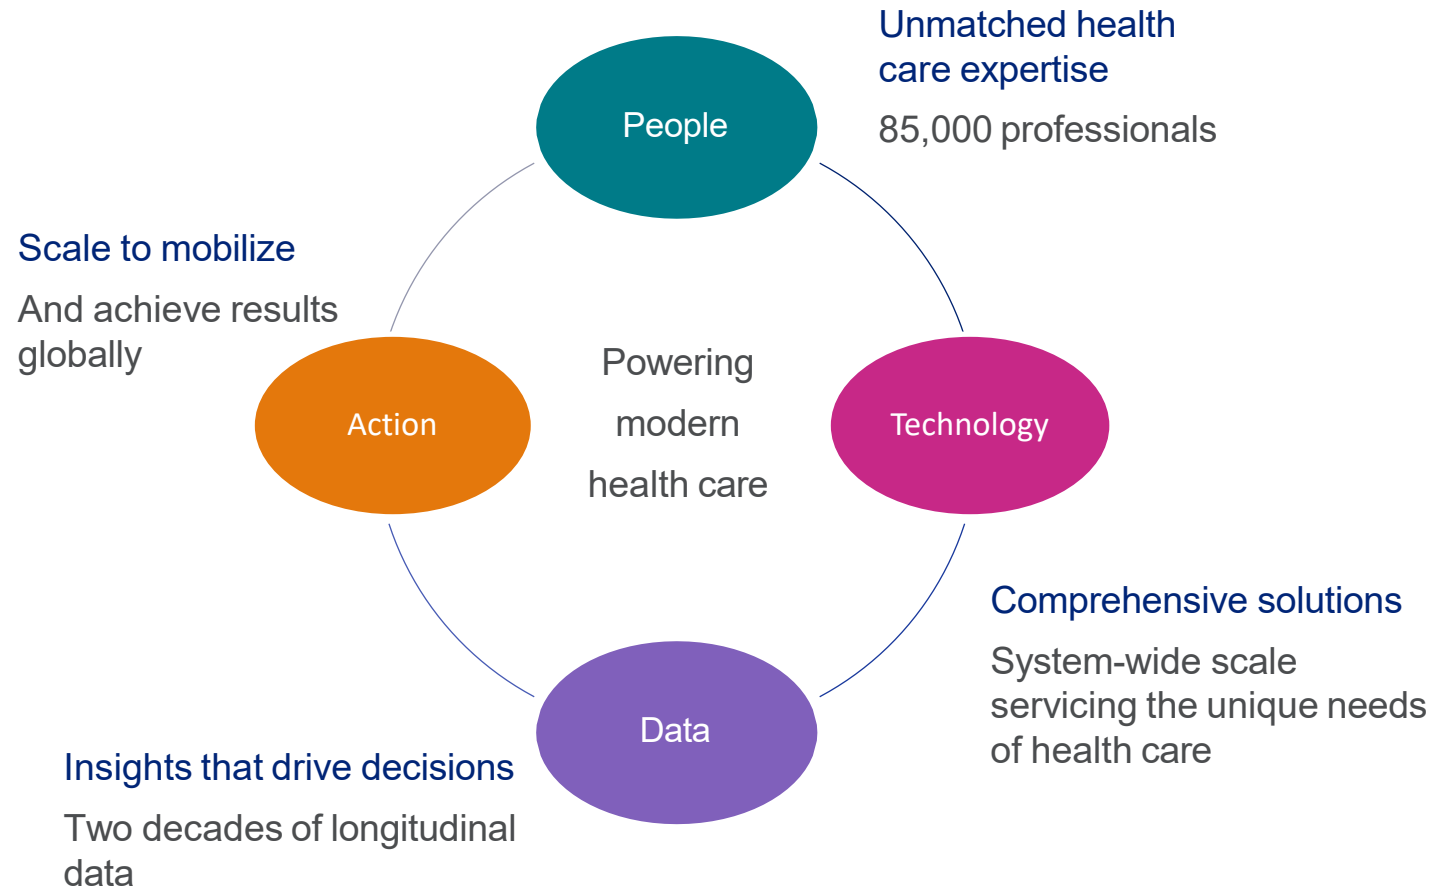 Unmatched health
care expertise
85,000 professionals
People
Scale to mobilize
And achieve results
globally
Powering
modern
health care
Action
Technology
Comprehensive solutions
System-wide scale
servicing the unique needs
of health care
Data
Insights that drive decisions
Two decades of longitudinal
data